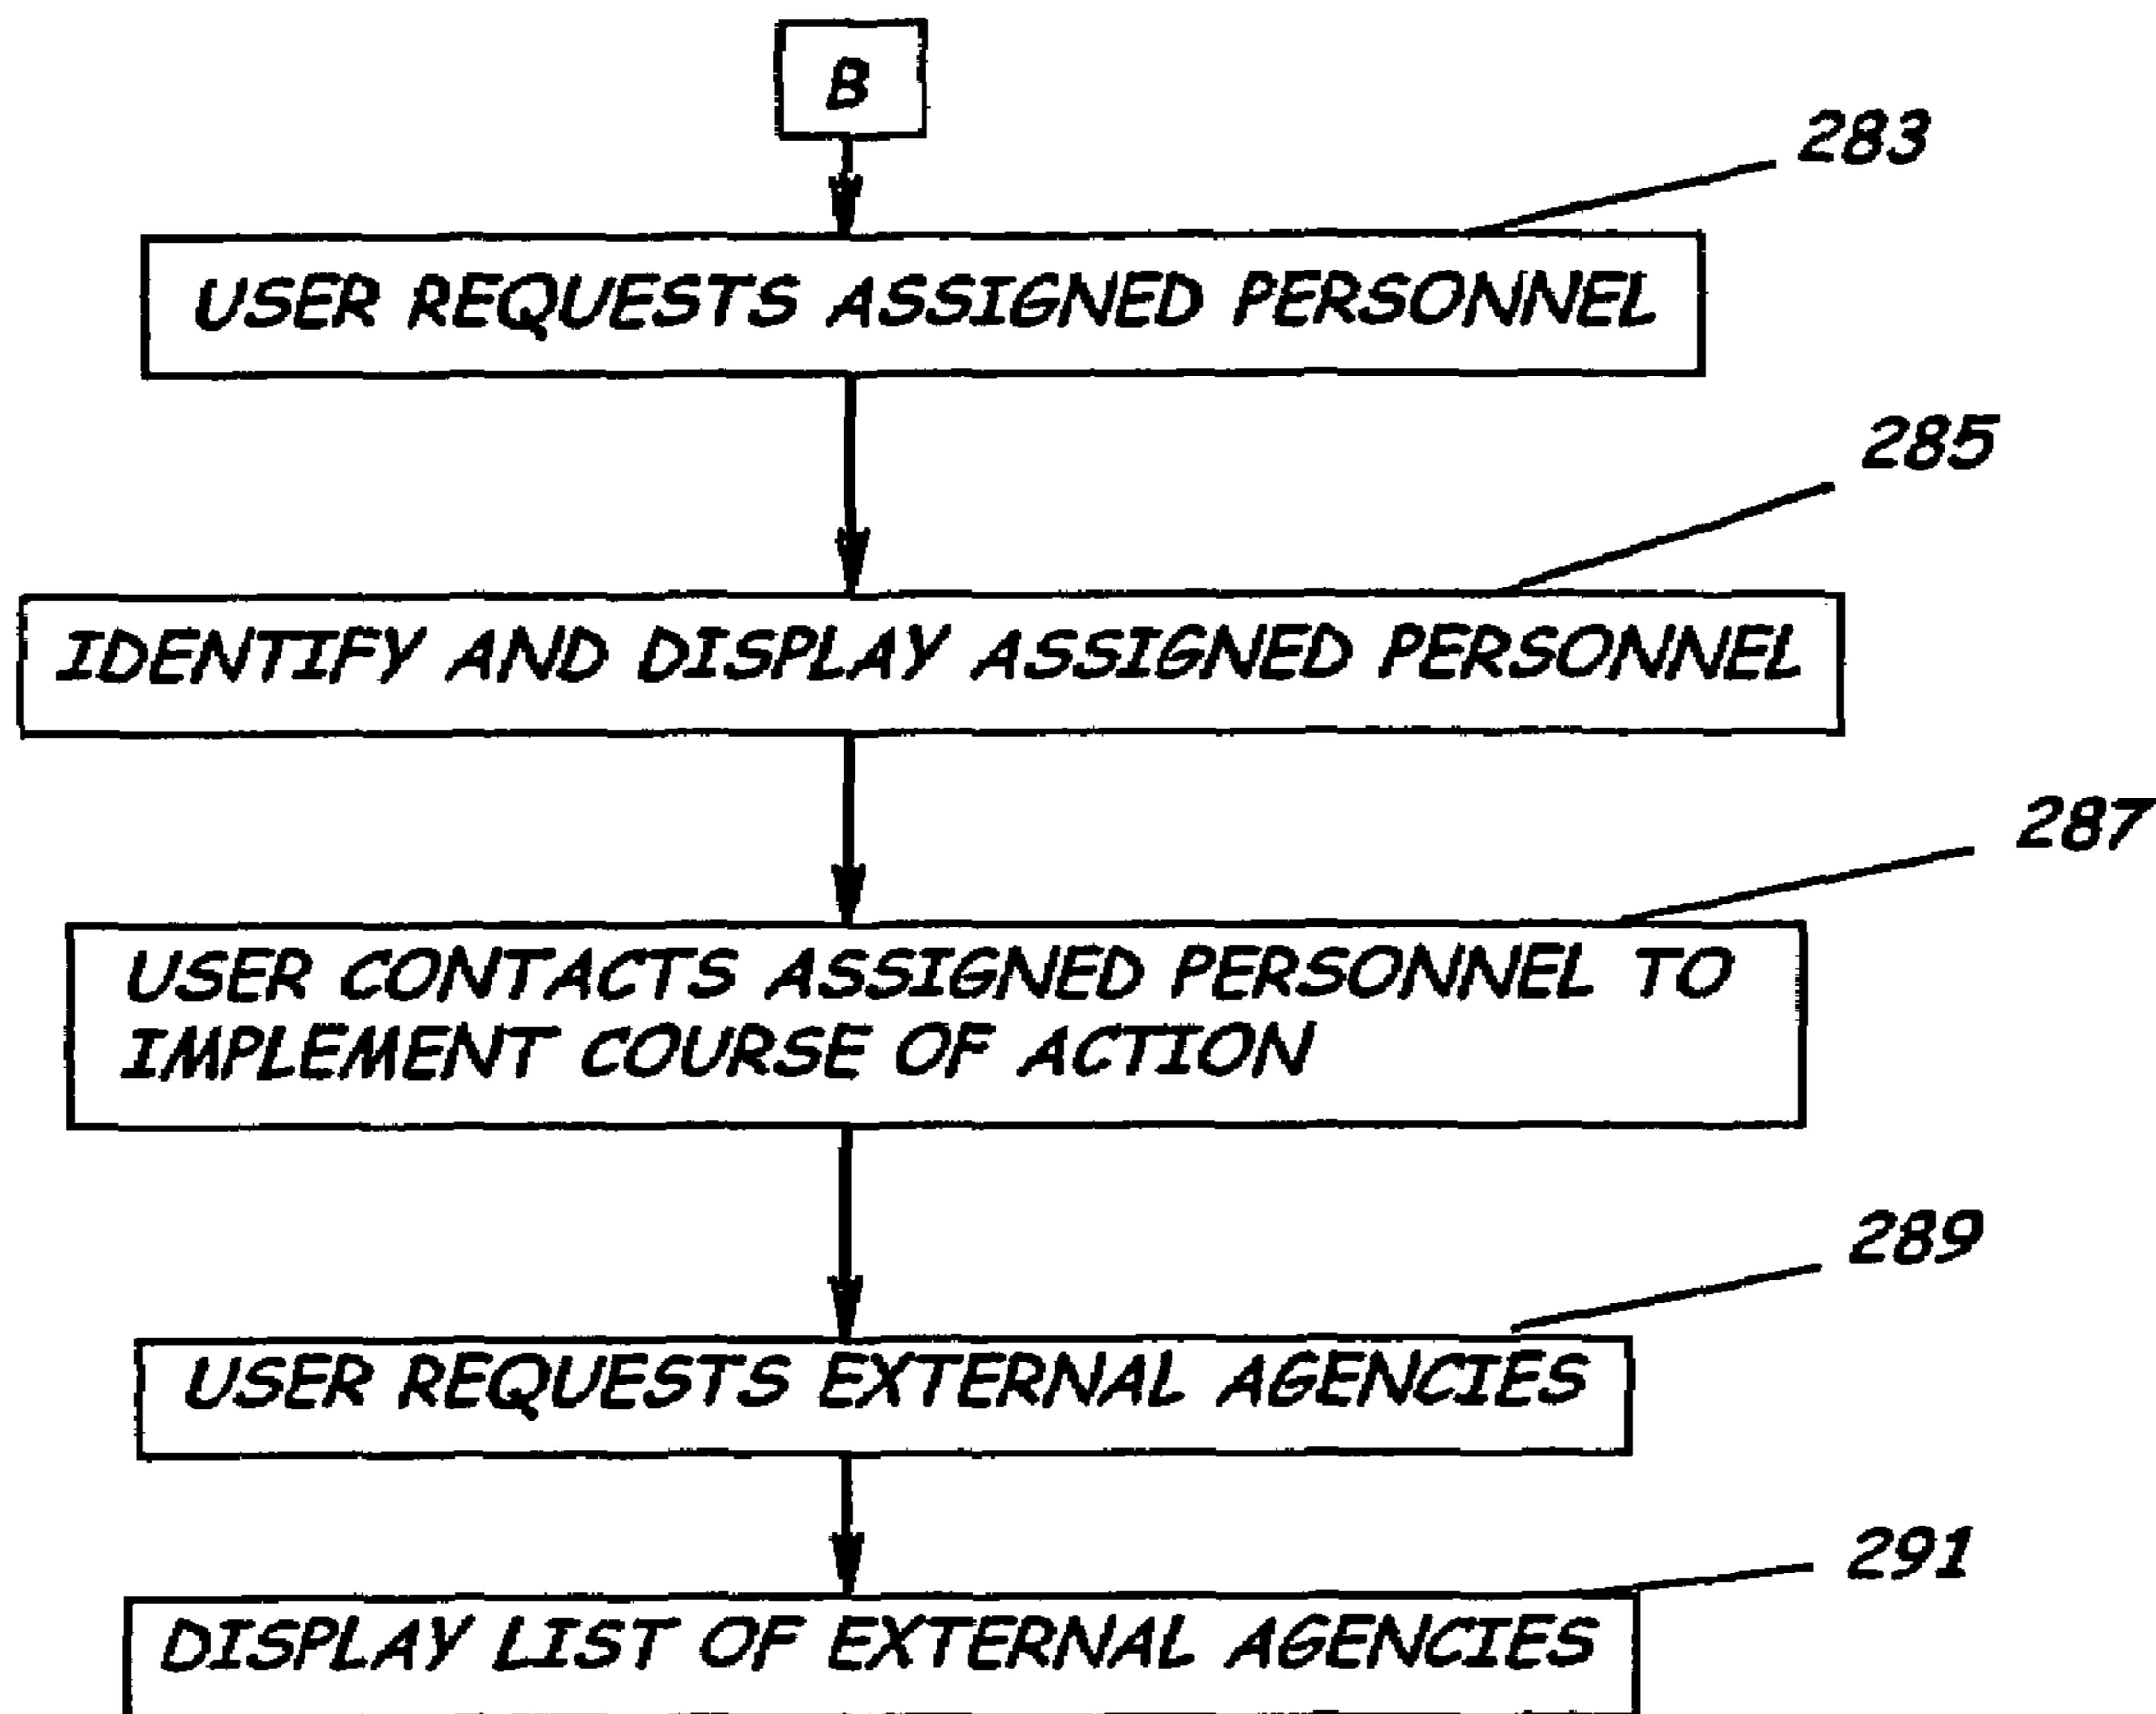 B
283
USER REQUESTS ASSIGNED PERSONNEL
285
IDENTIFY AND DISPLAY ASSIGNED PERSONNEL
287
USER CONTACTS ASSIGNED PERSONNEL TO
IMPLEMENT COURSE OF ACTION
289
USER REQUESTS EXTERNAL AGENCIES
291
DISPLAY LIST OF EXTERNAL AGENCIES